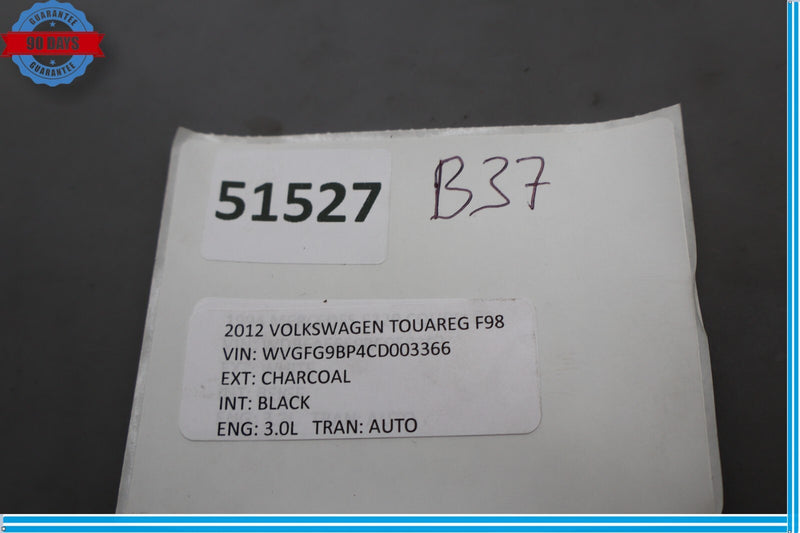 GUARANTEE
90 DAYS
GUARANTEE
51527 B37
2012 VOLKSWAGEN TOUAREG F98
VIN: WVGFG9BP4CD003366
EXT: CHARCOAL
INT: BLACK
ENG: 3.0L TRAN: AUTO